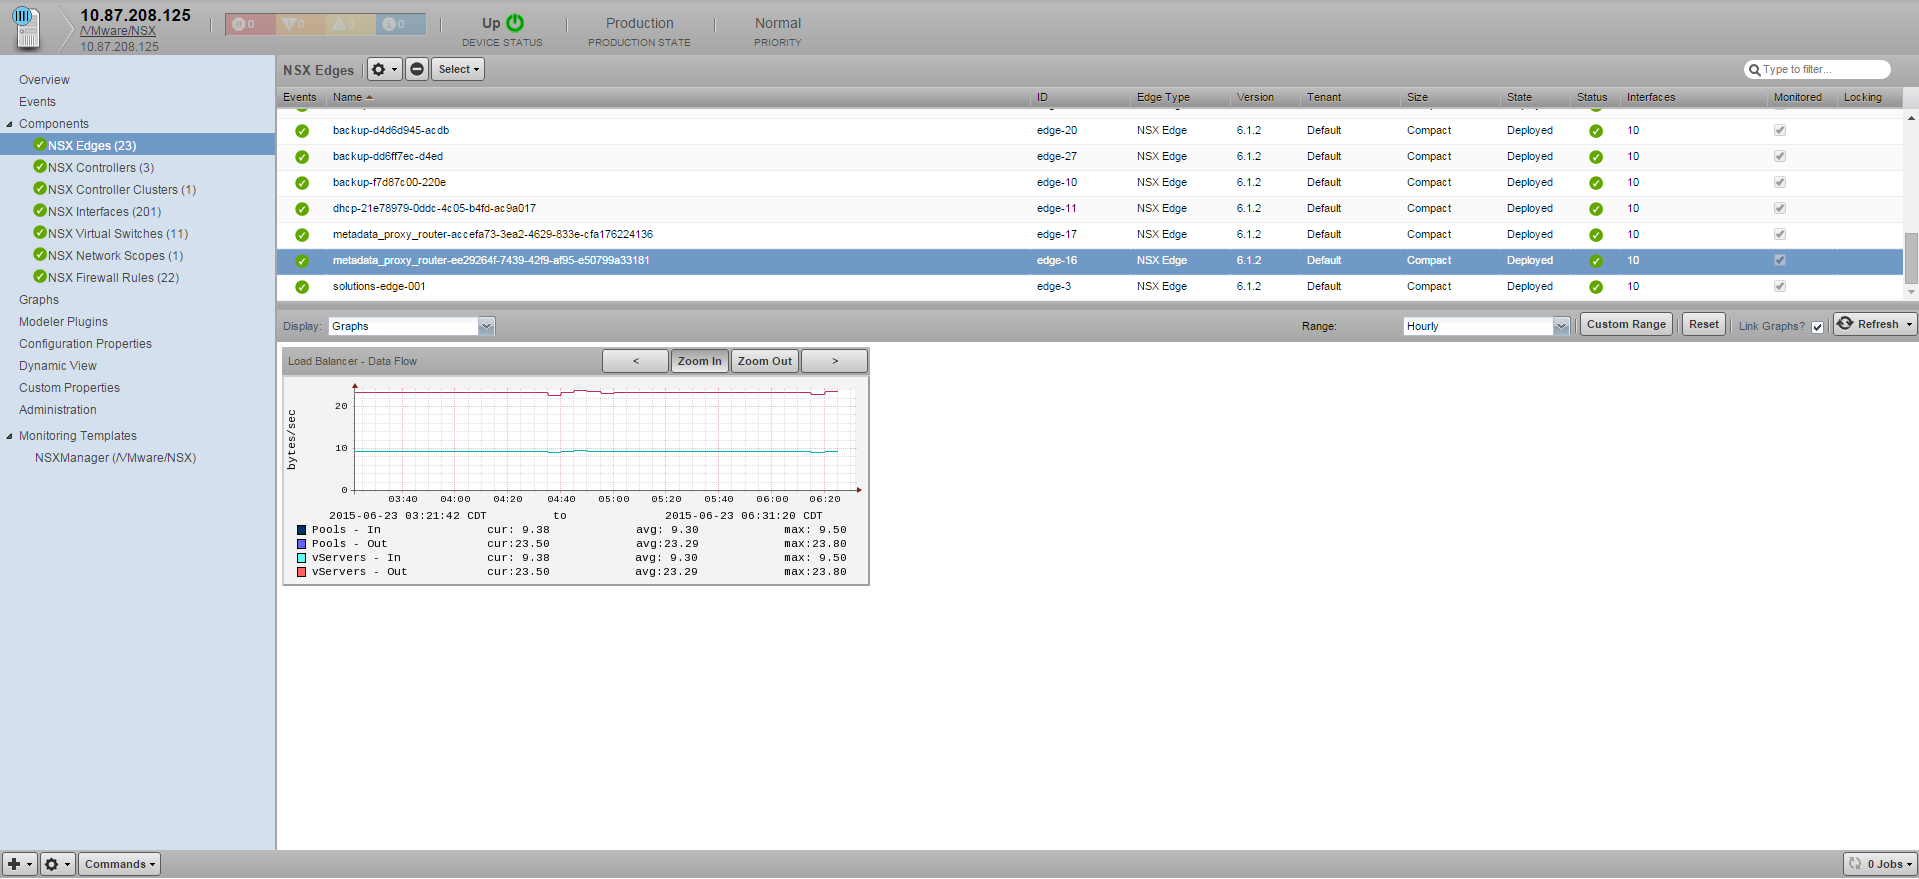 10.87.208.125
/VMware/NSX
10.87.208.125
0 0 0 0
Up
DEVICE STATUS
Production
PRODUCTION STATE
Normal
PRIORITY
Overview
Events
Components
NSX Edges (23)
NSX Controllers (3)
NSX Controller Clusters (1)
NSX Interfaces (201)
NSX Virtual Switches (11)
NSX Network Scopes (1)
NSX Firewall Rules (22)
Graphs
Modeler Plugins
Configuration Properties
Dynamic View
Custom Properties
Administration
Monitoring Templates
NSXManager (/VMware/NSX)
NSX Edges Select Type to filter...
Events Name ID Edge Type Version Tenant Size State Status Interfaces Monitored Locking
backup-d4d6d945-acdb edge-20 NSX Edge 6.1.2 Default Compact Deployed 10
backup-dd6ff7ec-d4ed edge-27 NSX Edge 6.1.2 Default Compact Deployed 10
backup-f7d87c00-220e edge-10 NSX Edge 6.1.2 Default Compact Deployed 10
dhcp-21e78979-0ddc-4c05-b4fd-ac9a017 edge-11 NSX Edge 6.1.2 Default Compact Deployed 10
metadata_proxy_router-accefa73-3ea2-4629-833e-cfa176224136 edge-17 NSX Edge 6.1.2 Default Compact Deployed 10
metadata_proxy_router-ee29264f-7439-42f9-af95-e50799a33181 edge-16 NSX Edge 6.1.2 Default Compact Deployed 10
solutions-edge-001 edge-3 NSX Edge 6.1.2 Default Compact Deployed 10
Display: Graphs Range: Hourly Custom Range Reset Link Graphs? Refresh
Load Balancer - Data Flow < Zoom In Zoom Out >
bytes/sec
20
10
0
03:40 04:00 04:20 04:40 05:00 05:20 05:40 06:00 06:20
2015-06-23 03:21:42 CDT to 2015-06-23 06:31:20 CDT
Pools - In cur: 9.38 avg: 9.30 max: 9.50
Pools - Out cur:23.50 avg:23.29 max:23.80
vServers - In cur: 9.38 avg: 9.30 max: 9.50
vServers - Out cur:23.50 avg:23.29 max:23.80
Commands
0 Jobs